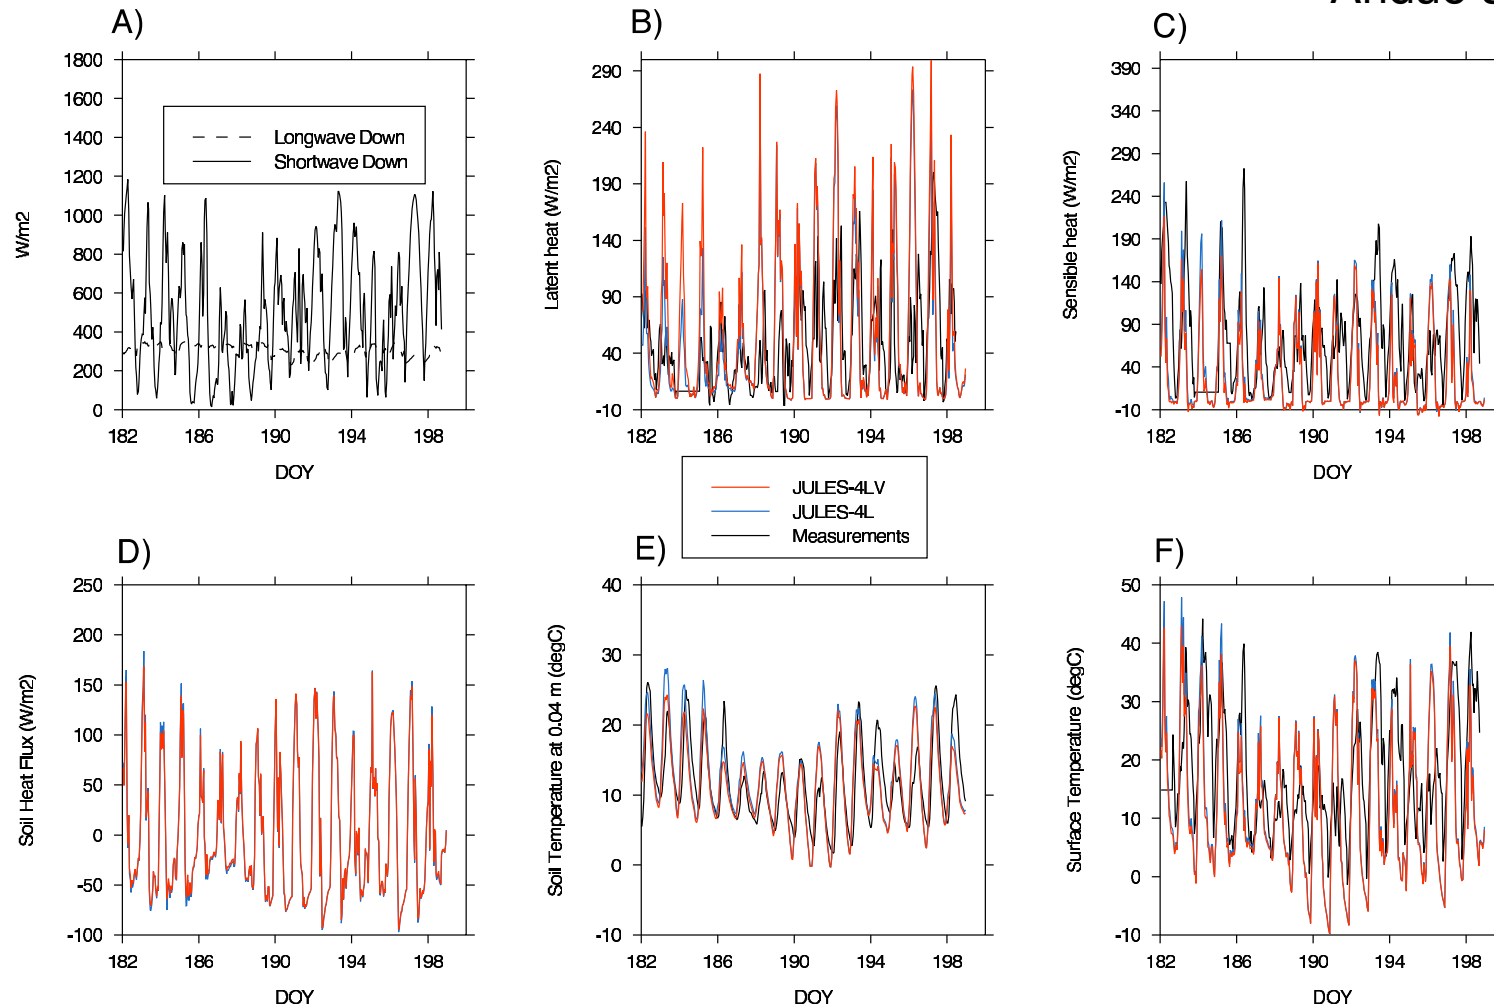 A)
1800
1600
1400
1200
1000
800
600
400
200
0
W/m2
Longwave Down
Shortwave Down
182 186 190 194 198
DOY
B)
290
240
190
140
90
40
-10
Latent heat (W/m2)
182 186 190 194 198
DOY
C)
390
340
290
240
190
140
90
40
-10
Sensible heat (W/m2)
182 186 190 194 198
DOY
JULES-4LV
JULES-4L
Measurements
D)
250
200
150
100
50
0
-50
-100
Soil Heat Flux (W/m2)
182 186 190 194 198
DOY
E)
40
30
20
10
0
-10
Soil Temperature at 0.04 m (degC)
182 186 190 194 198
DOY
F)
50
40
30
20
10
0
-10
Surface Temperature (degC)
182 186 190 194 198
DOY